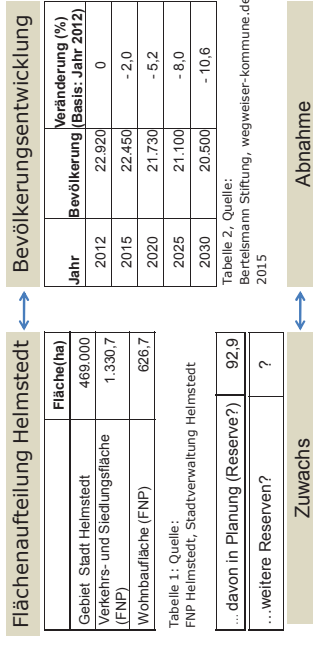 Flächenaufteilung Helmstedt
Fläche(ha)
Gebiet Stadt Helmstedt 469.000
Verkehrs- und Siedlungsfläche (FNP) 1.330,7
Wohnbaufläche (FNP) 626,7
Tabelle 1: Quelle:
FNP Helmstedt, Stadtverwaltung Helmstedt
... davon in Planung (Reserve?) 92,9
...weitere Reserven? ?
Zuwachs
Bevölkerungsentwicklung
Jahr Bevölkerung Veränderung (%) (Basis: Jahr 2012)
2012 22.920 0
2015 22.450 - 2,0
2020 21.730 - 5,2
2025 21.100 - 8,0
2030 20.500 - 10,6
Tabelle 2, Quelle:
Bertelsmann Stiftung, wegweiser-kommune.de
2015
Abnahme